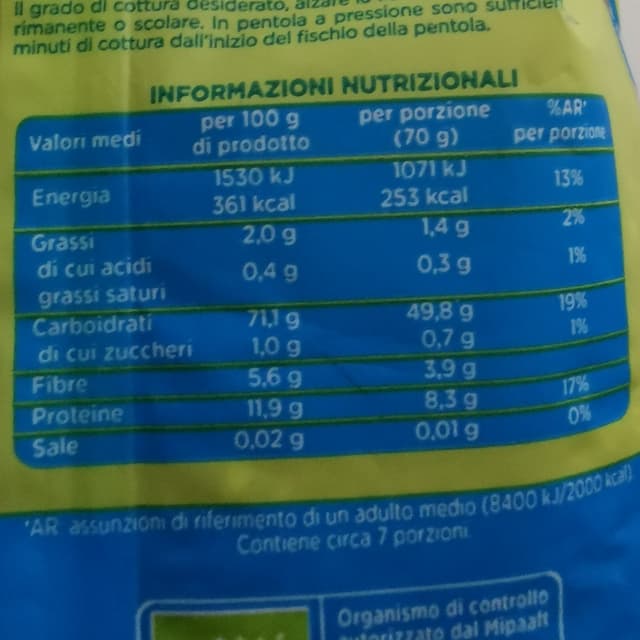 Il grado di cottura desiderato, alzare
rimanente o scolare. In pentola a pressione sono
minuti di cottura dall'inizio del fischio della pentola.
INFORMAZIONI NUTRIZIONALI
Valori medi per 100 g di prodotto per porzione (70 g) %AR* per porzione
Energia 1530 kJ 361 kcal 1071 kJ 253 kcal 13%
Grassi 2,0 g 1,4 g 2%
di cui acidi grassi saturi 0,4 g 0,3 g 1%
Carboidrati 71,1 g 49,8 g 19%
di cui zuccheri 1,0 g 0,7 g 1%
Fibre 5,6 g 3,9 g
Proteine 11,9 g 8,3 g 17%
Sale 0,02 g 0,01 g 0%
*AR assunzioni di riferimento di un adulto medio (8400 kJ/2000 kcal)
Contiene circa 7 porzioni
Organismo di controllo
autorizzato dal Mipaaft